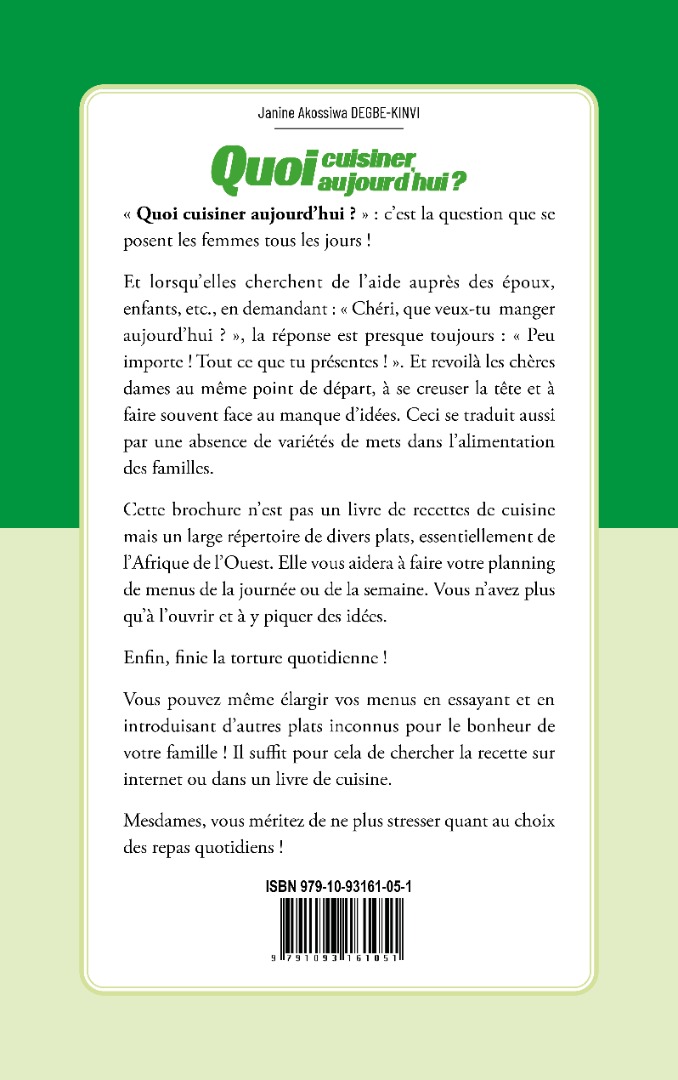 Janine Akossiwa DEGBE-KINVI
Quoi cuisiner,
aujourd'hui ?
« Quoi cuisiner aujourd'hui ? » : c'est la question que se
posent les femmes tous les jours !
Et lorsqu'elles cherchent de l'aide auprès des époux,
enfants, etc., en demandant : « Chéri, que veux-tu manger
aujourd'hui ? », la réponse est presque toujours : « Peu
importe ! Tout ce que tu présentes ! ». Et revoilà les chères
dames au même point de départ, à se creuser la tête et à
faire souvent face au manque d'idées. Ceci se traduit aussi
par une absence de variétés de mets dans l'alimentation
des familles.
Cette brochure n'est pas un livre de recettes de cuisine
mais un large répertoire de divers plats, essentiellement de
l'Afrique de l'Ouest. Elle vous aidera à faire votre planning
de menus de la journée ou de la semaine. Vous n'avez plus
qu'à l'ouvrir et à y piquer des idées.
Enfin, finie la torture quotidienne !
Vous pouvez même élargir vos menus en essayant et en
introduisant d'autres plats inconnus pour le bonheur de
votre famille ! Il suffit pour cela de chercher la recette sur
internet ou dans un livre de cuisine.
Mesdames, vous méritez de ne plus stresser quant au choix
des repas quotidiens !
ISBN 979-10-93161-05-1
9 791093 161051